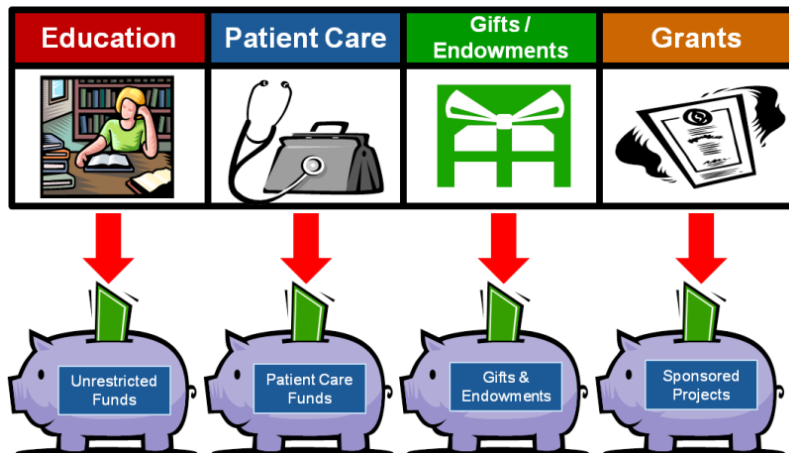 Education
Patient Care
Gifts /
Endowments
Grants
Unrestricted
Funds
Patient Care
Funds
Gifts &
Endowments
Sponsored
Projects